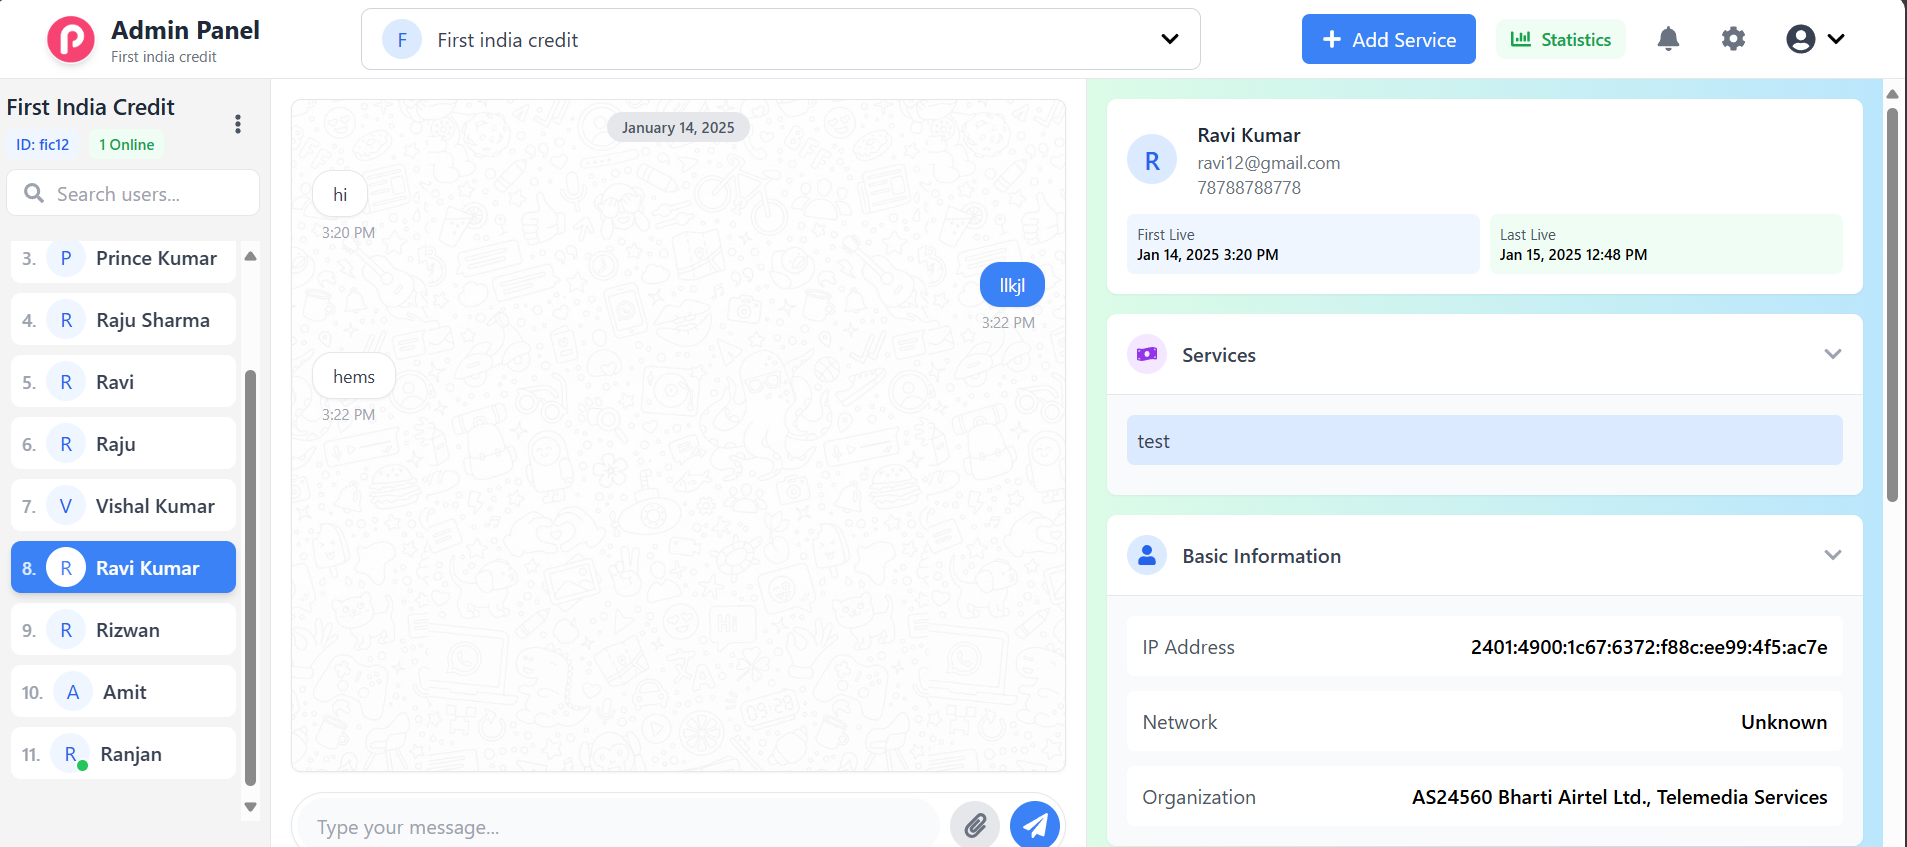 Admin Panel
First india credit
F First india credit
Add Service
Statistics
First India Credit
ID: fic12
1 Online
Search users...
3. P Prince Kumar
4. R Raju Sharma
5. R Ravi
6. R Raju
7. V Vishal Kumar
8. R Ravi Kumar
9. R Rizwan
10. A Amit
11. R Ranjan
January 14, 2025
hi
3:20 PM
llkjl
3:22 PM
hems
3:22 PM
Type your message...
R
Ravi Kumar
ravi12@gmail.com
78788788778
First Live
Jan 14, 2025 3:20 PM
Last Live
Jan 15, 2025 12:48 PM
Services
test
Basic Information
IP Address 2401:4900:1c67:6372:f88c:ee99:4f5:ac7e
Network Unknown
Organization AS24560 Bharti Airtel Ltd., Telemedia Services